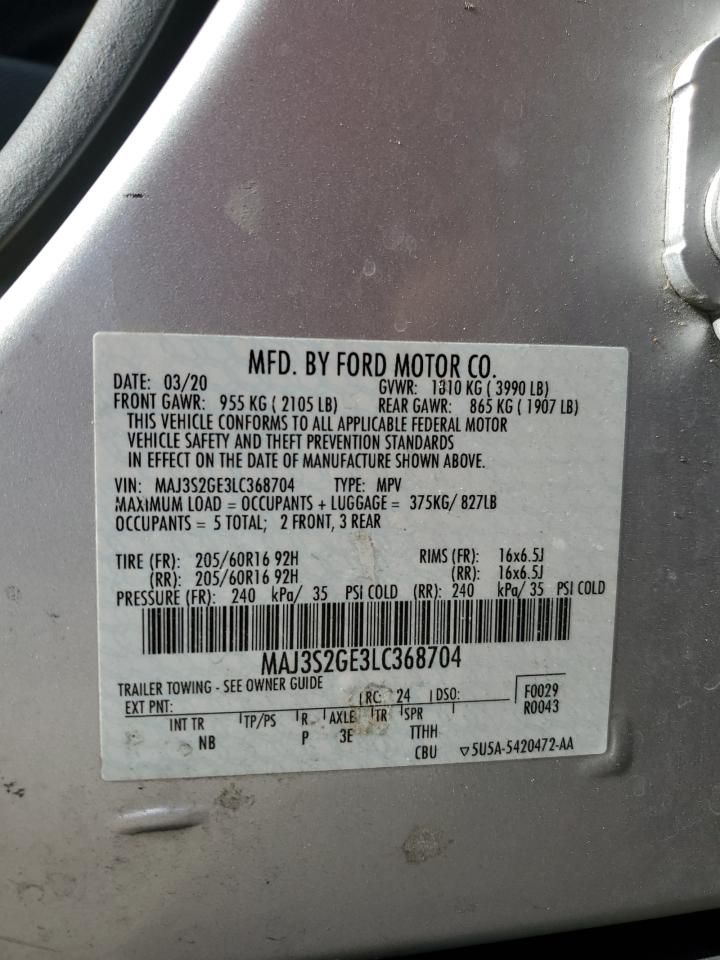 MFD. BY FORD MOTOR CO.
DATE: 03/20 GVWR: 1810 KG ( 3990 LB)
FRONT GAWR: 955 KG ( 2105 LB) REAR GAWR: 865 KG ( 1907 LB)
THIS VEHICLE CONFORMS TO ALL APPLICABLE FEDERAL MOTOR
VEHICLE SAFETY AND THEFT PREVENTION STANDARDS
IN EFFECT ON THE DATE OF MANUFACTURE SHOWN ABOVE.
VIN: MAJ3S2GE3LC368704 TYPE: MPV
MAXIMUM LOAD = OCCUPANTS + LUGGAGE = 375KG/ 827LB
OCCUPANTS = 5 TOTAL; 2 FRONT, 3 REAR
TIRE (FR): 205/60R16 92H RIMS (FR): 16x6.5J
(RR): 205/60R16 92H (RR): 16x6.5J
PRESSURE (FR): 240 kPa/ 35 PSI COLD (RR): 240 kPa/ 35 PSI COLD
MAJ3S2GE3LC368704
TRAILER TOWING - SEE OWNER GUIDE
EXT PNT: RC: 24 DSO: F0029
R0043
INT TR TP/PS R AXLE TR SPR
NB P 3E TTHH
CBU ▽5U5A-5420472-AA